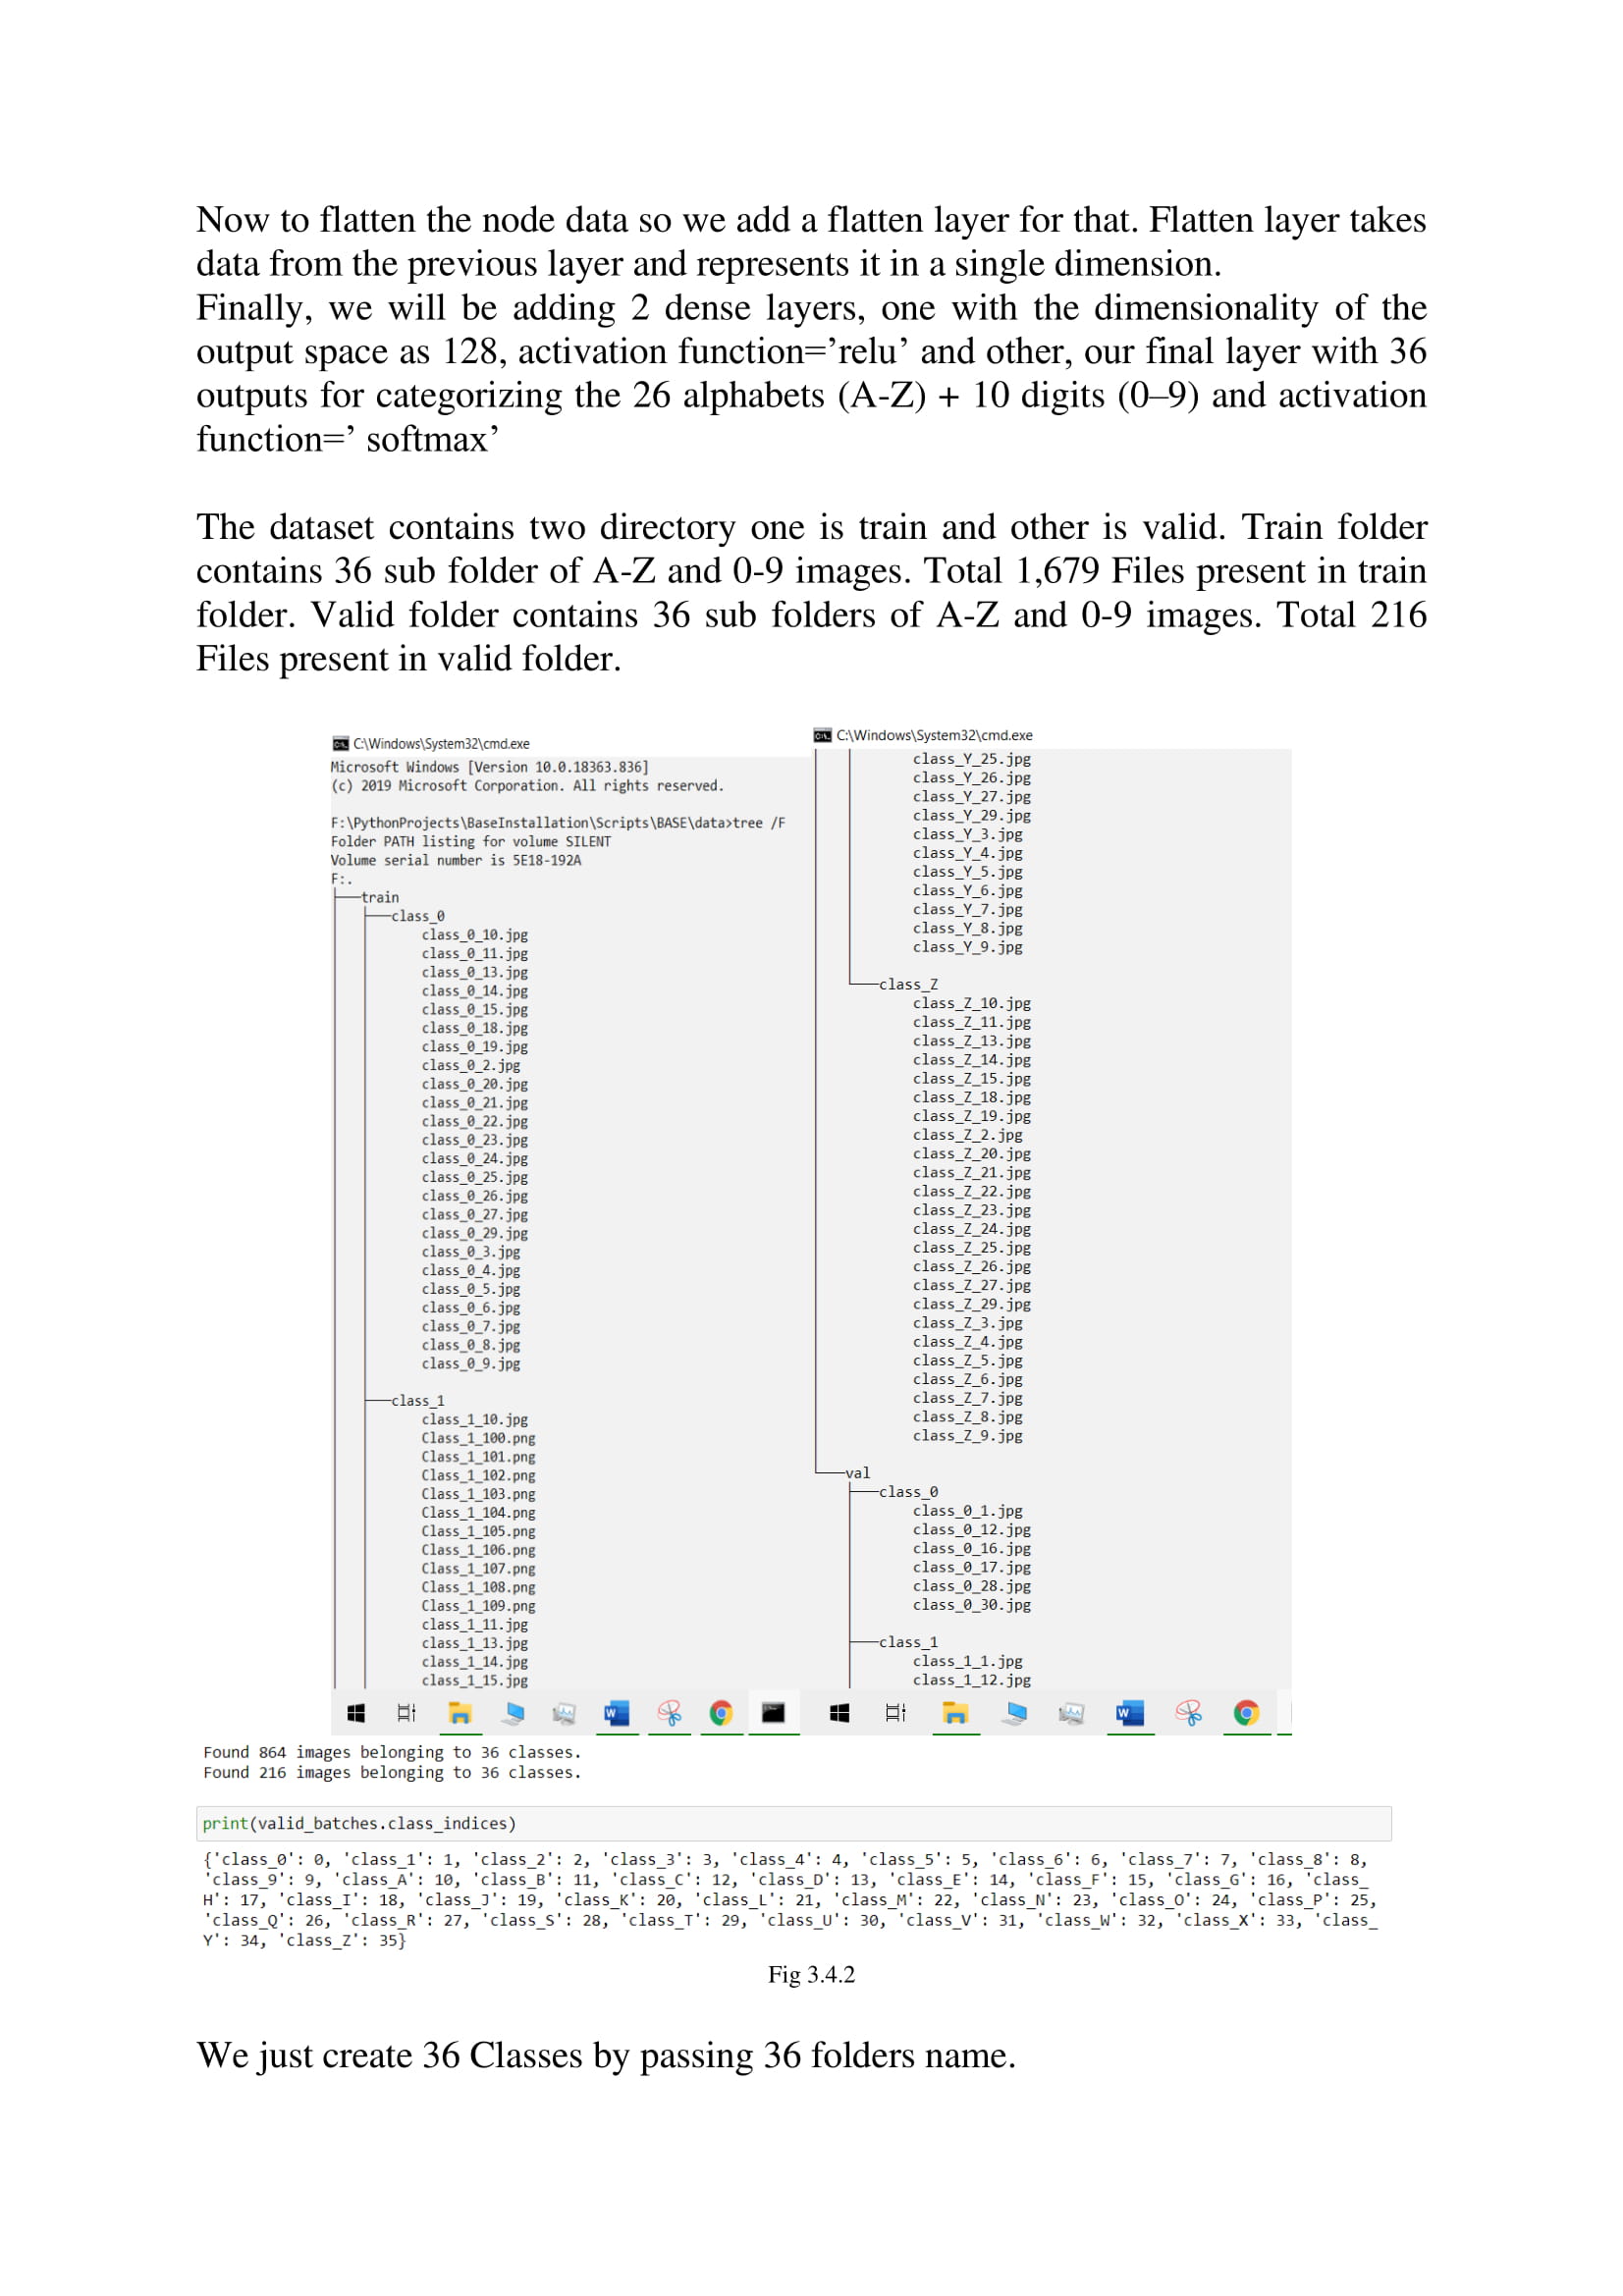 Now to flatten the node data so we add a flatten layer for that. Flatten layer takes
data from the previous layer and represents it in a single dimension.
Finally, we will be adding 2 dense layers, one with the dimensionality of the
output space as 128, activation function=’relu’ and other, our final layer with 36
outputs for categorizing the 26 alphabets (A-Z) + 10 digits (0–9) and activation
function=’ softmax’
The dataset contains two directory one is train and other is valid. Train folder
contains 36 sub folder of A-Z and 0-9 images. Total 1,679 Files present in train
folder. Valid folder contains 36 sub folders of A-Z and 0-9 images. Total 216
Files present in valid folder.
C:\Windows\System32\cmd.exe
Microsoft Windows [Version 10.0.18363.836]
(c) 2019 Microsoft Corporation. All rights reserved.
F:\PythonProjects\BaseInstallation\Scripts\BASE\data>tree /F
Folder PATH listing for volume SILENT
Volume serial number is 5E18-192A
F:.
train
class_0
class_0_10.jpg
class_0_11.jpg
class_0_13.jpg
class_0_14.jpg
class_0_15.jpg
class_0_18.jpg
class_0_19.jpg
class_0_2.jpg
class_0_20.jpg
class_0_21.jpg
class_0_22.jpg
class_0_23.jpg
class_0_24.jpg
class_0_25.jpg
class_0_26.jpg
class_0_27.jpg
class_0_29.jpg
class_0_3.jpg
class_0_4.jpg
class_0_5.jpg
class_0_6.jpg
class_0_7.jpg
class_0_8.jpg
class_0_9.jpg
class_1
class_1_10.jpg
Class_1_100.png
Class_1_101.png
Class_1_102.png
Class_1_103.png
Class_1_104.png
Class_1_105.png
Class_1_106.png
Class_1_107.png
Class_1_108.png
Class_1_109.png
class_1_11.jpg
class_1_13.jpg
class_1_14.jpg
class_1_15.jpg
C:\Windows\System32\cmd.exe
class_Y_25.jpg
class_Y_26.jpg
class_Y_27.jpg
class_Y_29.jpg
class_Y_3.jpg
class_Y_4.jpg
class_Y_5.jpg
class_Y_6.jpg
class_Y_7.jpg
class_Y_8.jpg
class_Y_9.jpg
class_Z
class_Z_10.jpg
class_Z_11.jpg
class_Z_13.jpg
class_Z_14.jpg
class_Z_15.jpg
class_Z_18.jpg
class_Z_19.jpg
class_Z_2.jpg
class_Z_20.jpg
class_Z_21.jpg
class_Z_22.jpg
class_Z_23.jpg
class_Z_24.jpg
class_Z_25.jpg
class_Z_26.jpg
class_Z_27.jpg
class_Z_29.jpg
class_Z_3.jpg
class_Z_4.jpg
class_Z_5.jpg
class_Z_6.jpg
class_Z_7.jpg
class_Z_8.jpg
class_Z_9.jpg
val
class_0
class_0_1.jpg
class_0_12.jpg
class_0_16.jpg
class_0_17.jpg
class_0_28.jpg
class_0_30.jpg
class_1
class_1_1.jpg
class_1_12.jpg
Found 864 images belonging to 36 classes.
Found 216 images belonging to 36 classes.
print(valid_batches.class_indices)
{'class_0': 0, 'class_1': 1, 'class_2': 2, 'class_3': 3, 'class_4': 4, 'class_5': 5, 'class_6': 6, 'class_7': 7, 'class_8': 8,
'class_9': 9, 'class_A': 10, 'class_B': 11, 'class_C': 12, 'class_D': 13, 'class_E': 14, 'class_F': 15, 'class_G': 16, 'class_
H': 17, 'class_I': 18, 'class_J': 19, 'class_K': 20, 'class_L': 21, 'class_M': 22, 'class_N': 23, 'class_O': 24, 'class_P': 25,
'class_Q': 26, 'class_R': 27, 'class_S': 28, 'class_T': 29, 'class_U': 30, 'class_V': 31, 'class_W': 32, 'class_X': 33, 'class_
Y': 34, 'class_Z': 35}
Fig 3.4.2
We just create 36 Classes by passing 36 folders name.